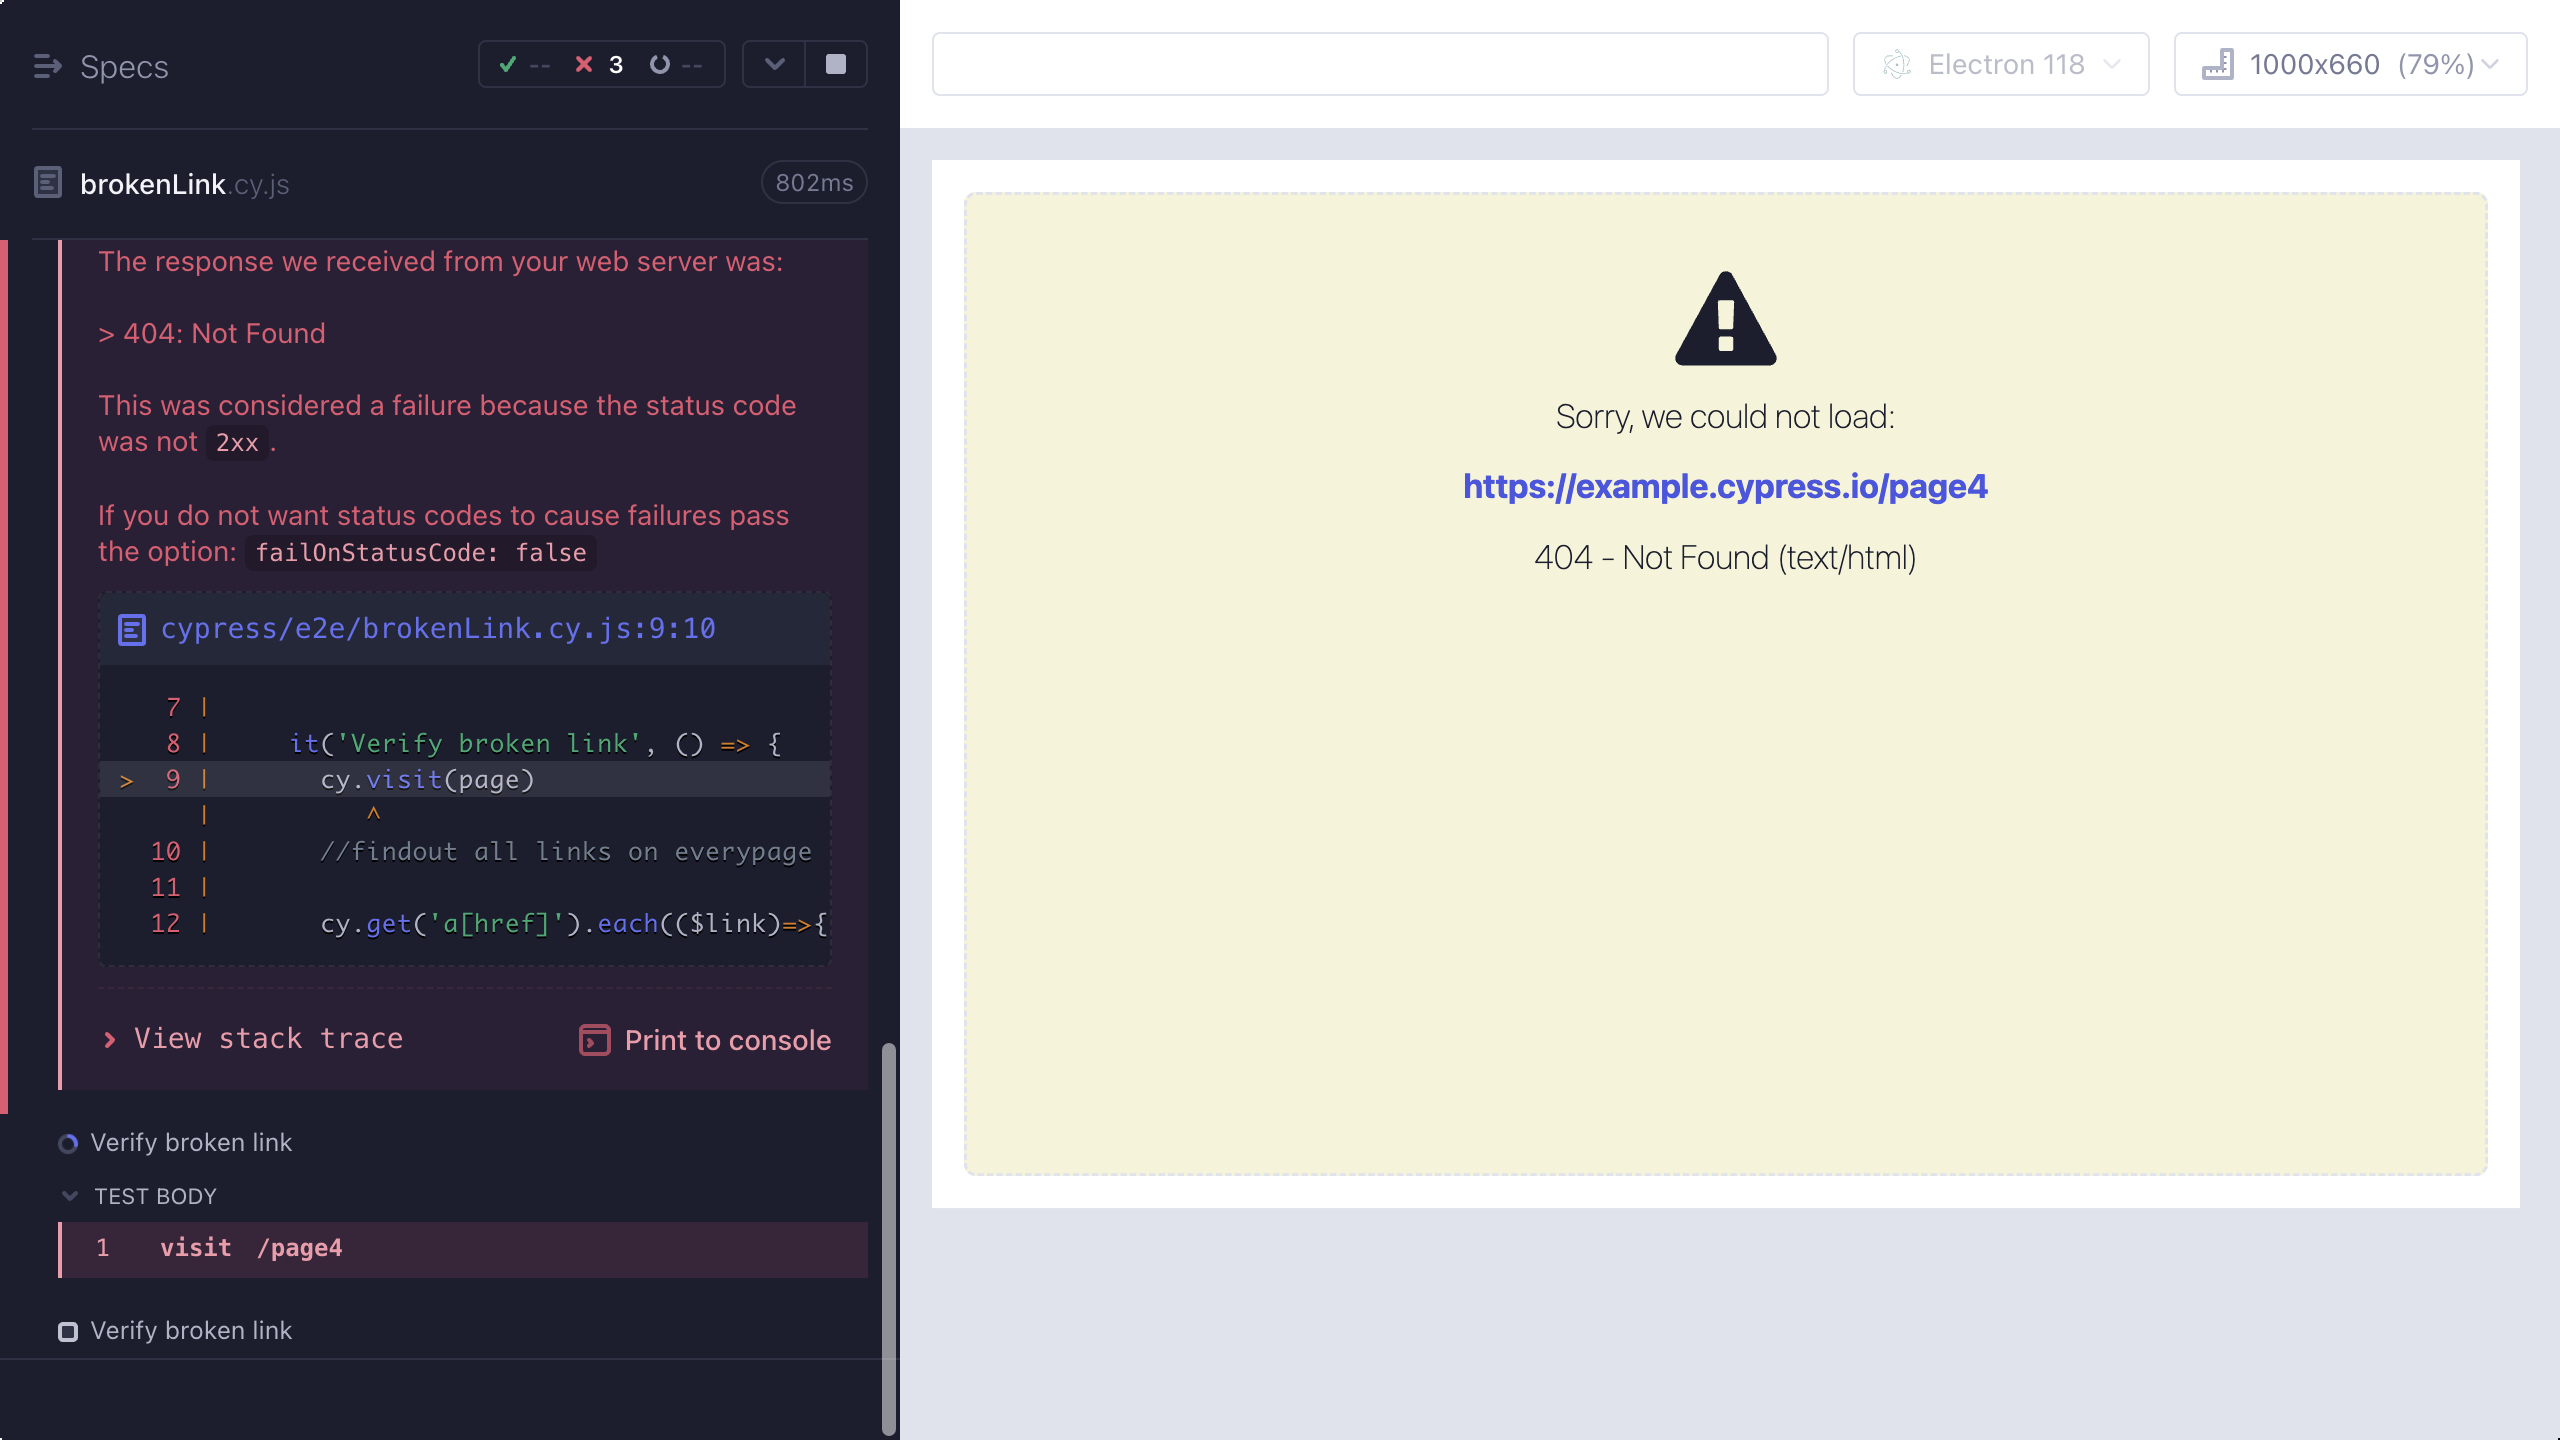 Specs
-- 3 --
brokenLink.cy.js 802ms
The response we received from your web server was:
> 404: Not Found
This was considered a failure because the status code
was not 2xx.
If you do not want status codes to cause failures pass
the option: failOnStatusCode: false
cypress/e2e/brokenLink.cy.js:9:10
7 |
8 | it('Verify broken link', () => {
> 9 | cy.visit(page)
| ^
10 | //findout all links on everypage
11 |
12 | cy.get('a[href]').each(($link)=>{
View stack trace Print to console
Verify broken link
TEST BODY
1 visit /page4
Verify broken link
Electron 118 1000x660 (79%)
Sorry, we could not load:
https://example.cypress.io/page4
404 - Not Found (text/html)